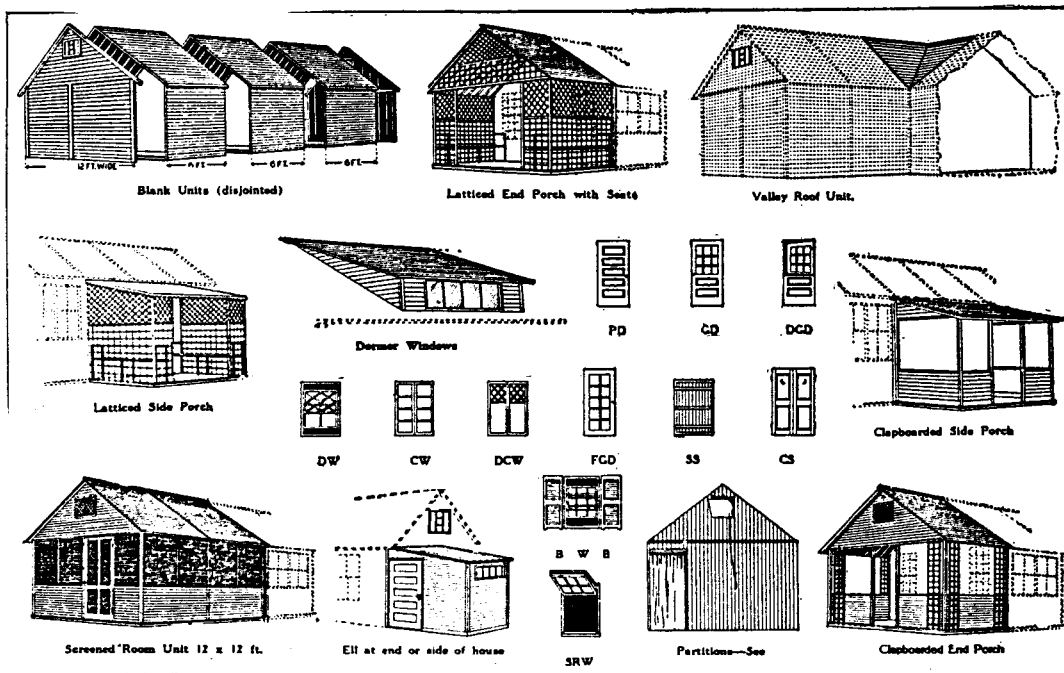 12 FT. WIDE 6 FT. 6 FT. 6 FT.
Blank Units (disjointed)
Latticed End Porch with Seats
Valley Roof Unit.
PD GD DGD
Dormer Windows
Latticed Side Porch
Clapboarded Side Porch
DW CW DCW FGD SS CS
B W B
Screened Room Unit 12 x 12 ft.
Ell at end or side of house
SRW
Partitions—See
Clapboarded End Porch